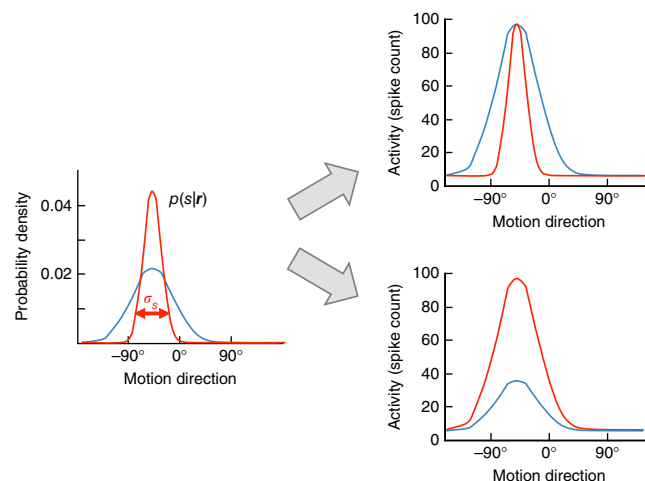 Probability density
0.04
0.02
p(s|r)
σs
−90° 0° 90°
Motion direction
Activity (spike count)
100
80
60
40
20
0
−90° 0° 90°
Motion direction
Activity (spike count)
100
80
60
40
20
0
−90° 0° 90°
Motion direction